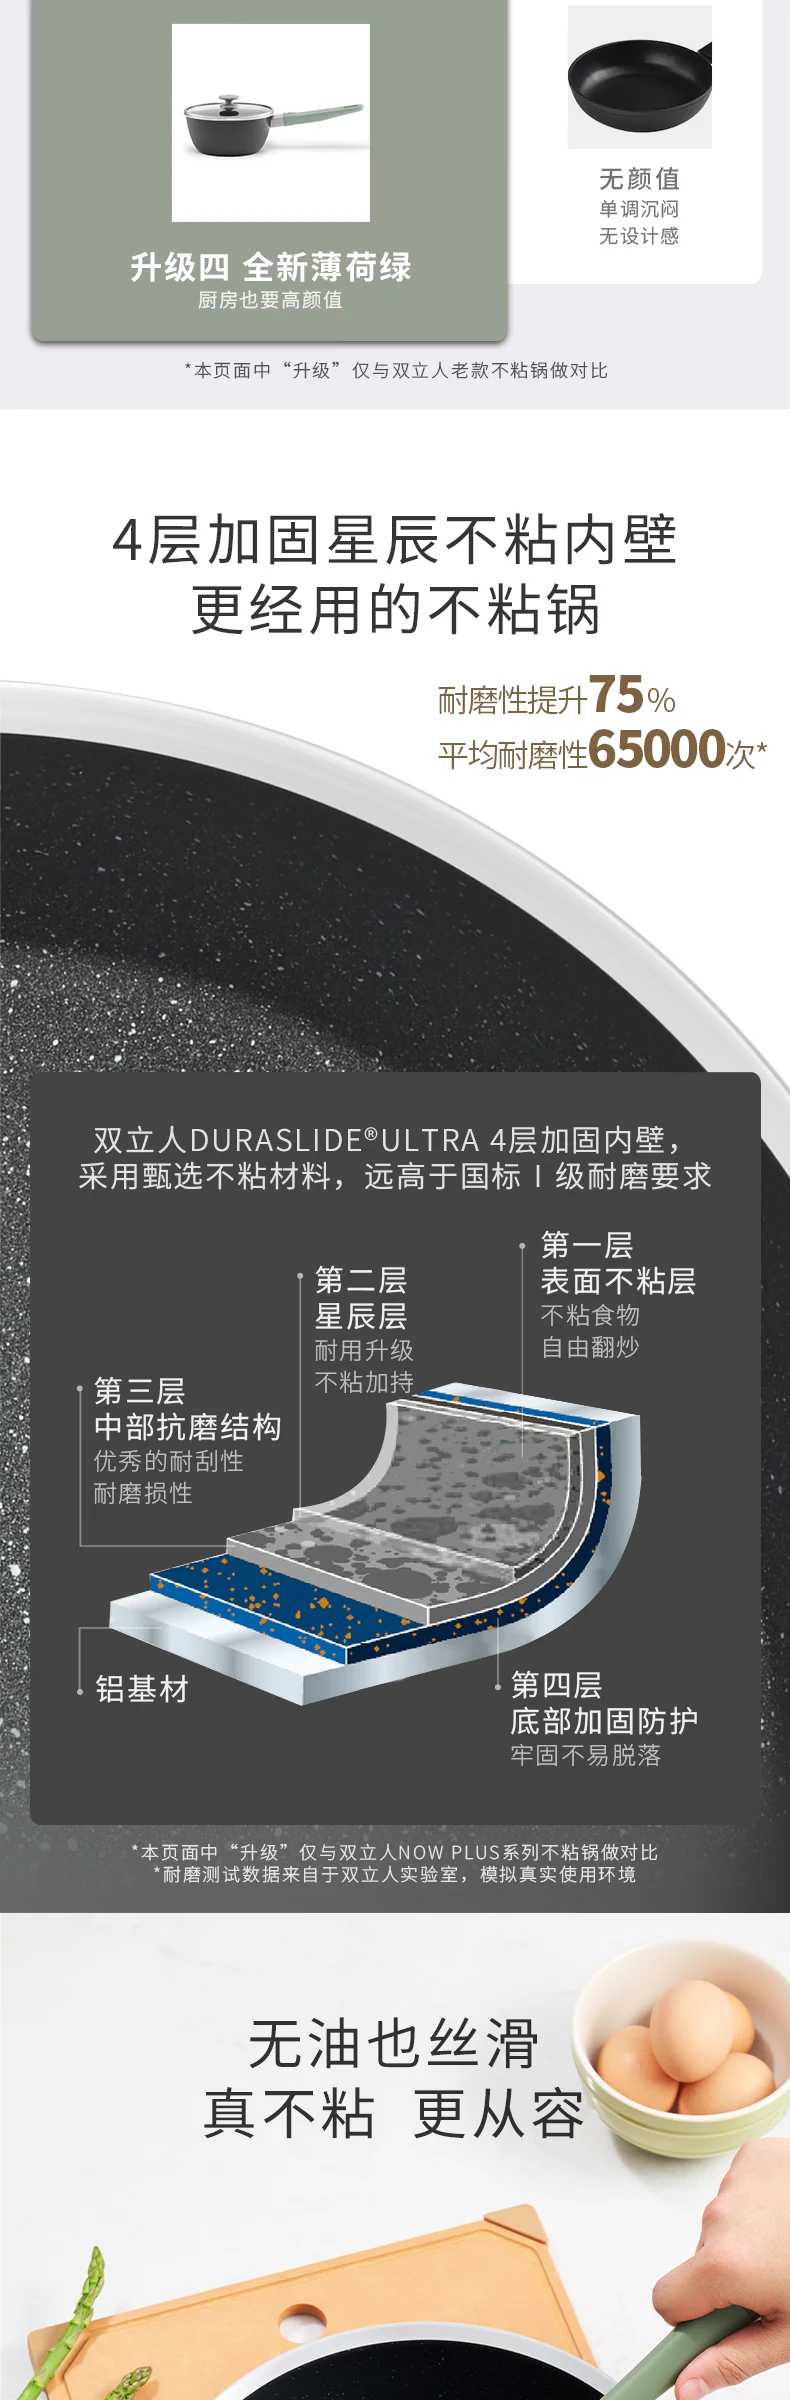 无颜值
单调沉闷
无设计感
升级四 全新薄荷绿
厨房也要高颜值
*本页面中“升级”仅与双立人老款不粘锅做对比
4层加固星辰不粘内壁
更经用的不粘锅
耐磨性提升75%
平均耐磨性65000次*
双立人DURASLIDE®ULTRA 4层加固内壁，
采用甄选不粘材料，远高于国标Ⅰ级耐磨要求
第一层
表面不粘层
不粘食物
自由翻炒
第二层
星辰层
耐用升级
不粘加持
第三层
中部抗磨结构
优秀的耐刮性
耐磨损性
铝基材
第四层
底部加固防护
牢固不易脱落
*本页面中“升级”仅与双立人NOW PLUS系列不粘锅做对比
*耐磨测试数据来自于双立人实验室，模拟真实使用环境
无油也丝滑
真不粘 更从容